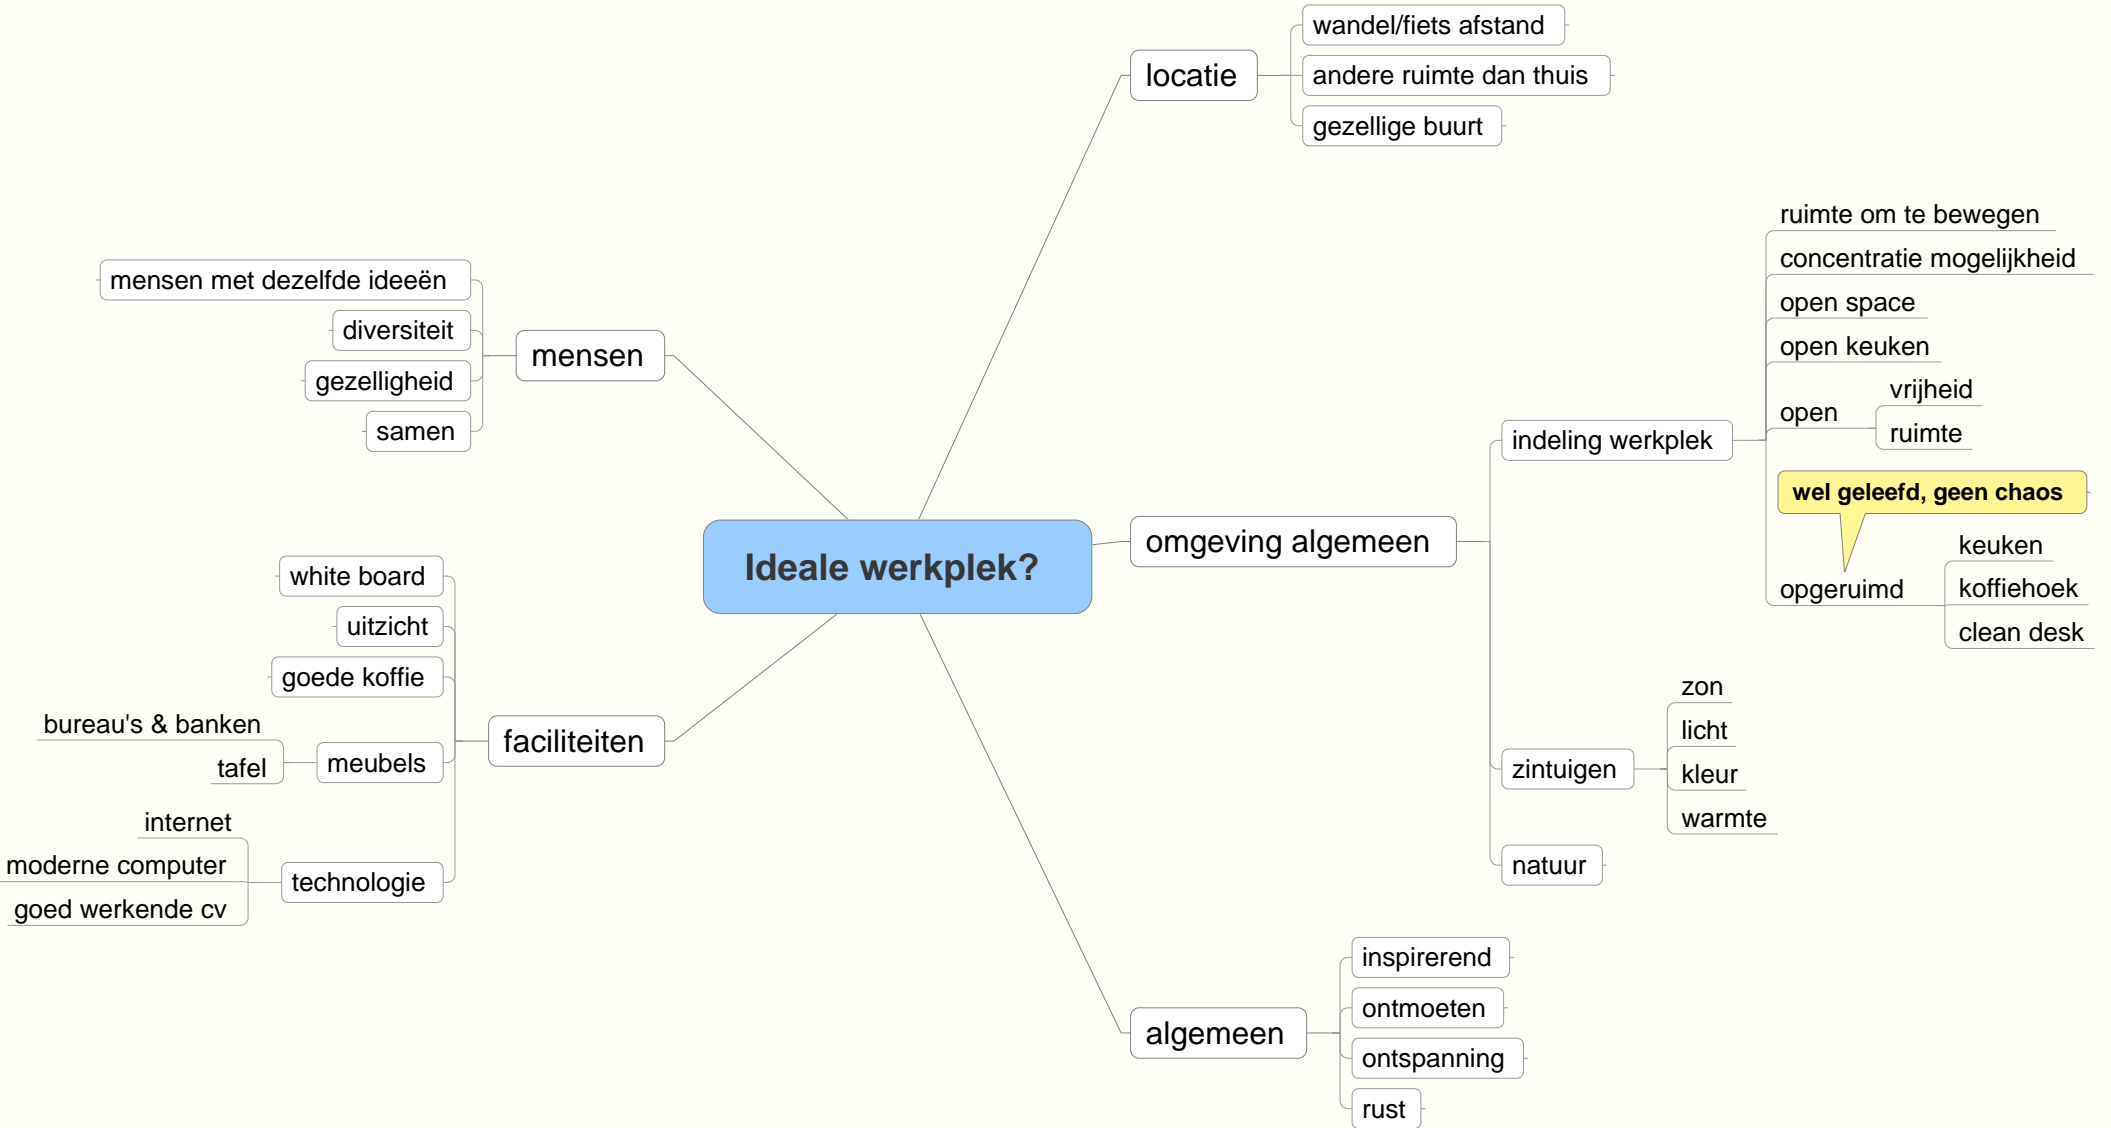 Ideale werkplek?
locatie
wandel/fiets afstand
andere ruimte dan thuis
gezellige buurt
omgeving algemeen
indeling werkplek
ruimte om te bewegen
concentratie mogelijkheid
open space
open keuken
open
vrijheid
ruimte
wel geleefd, geen chaos
opgeruimd
keuken
koffiehoek
clean desk
zintuigen
zon
licht
kleur
warmte
natuur
algemeen
inspirerend
ontmoeten
ontspanning
rust
mensen
mensen met dezelfde ideeën
diversiteit
gezelligheid
samen
faciliteiten
white board
uitzicht
goede koffie
meubels
bureau's & banken
tafel
technologie
internet
moderne computer
goed werkende cv